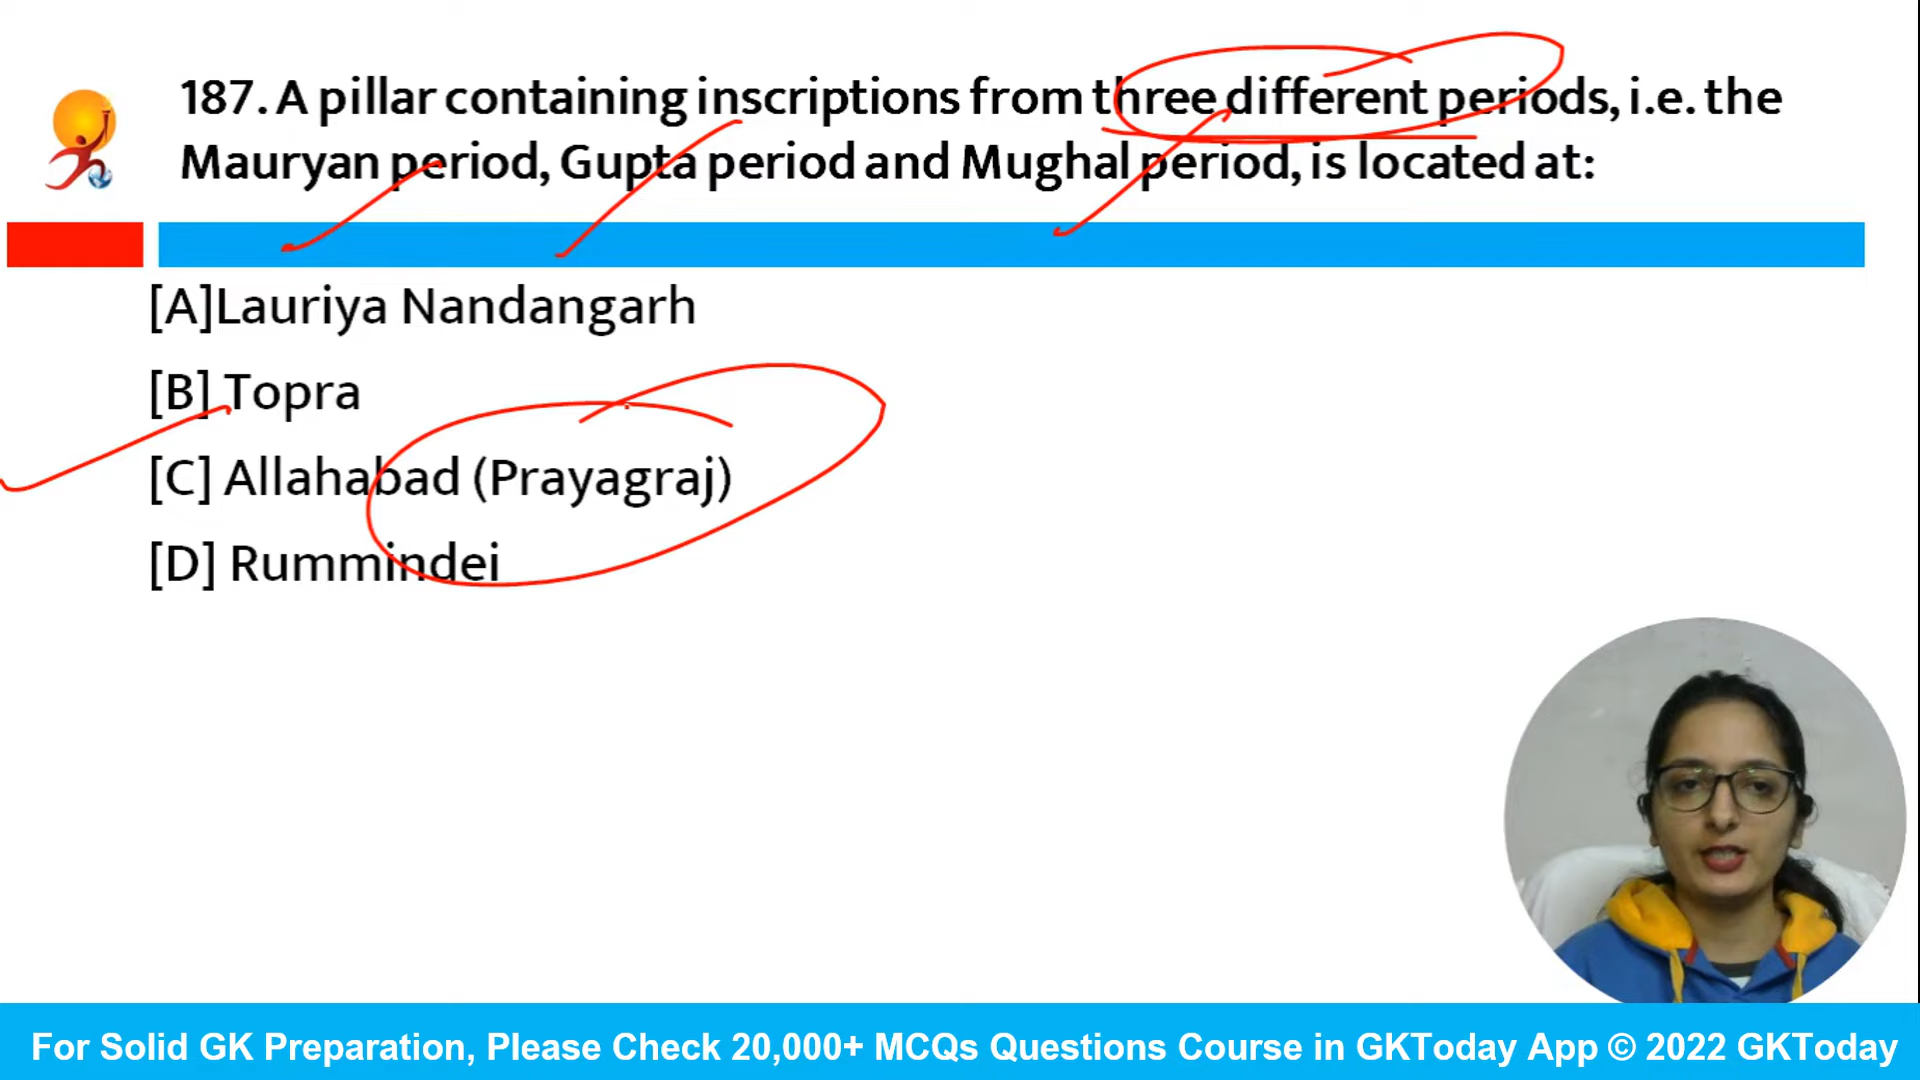 187. A pillar containing inscriptions from three different periods, i.e. the
Mauryan period, Gupta period and Mughal period, is located at:
[A]Lauriya Nandangarh
[B] Topra
[C] Allahabad (Prayagraj)
[D] Rummindei
For Solid GK Preparation, Please Check 20,000+ MCQs Questions Course in GKToday App © 2022 GKToday